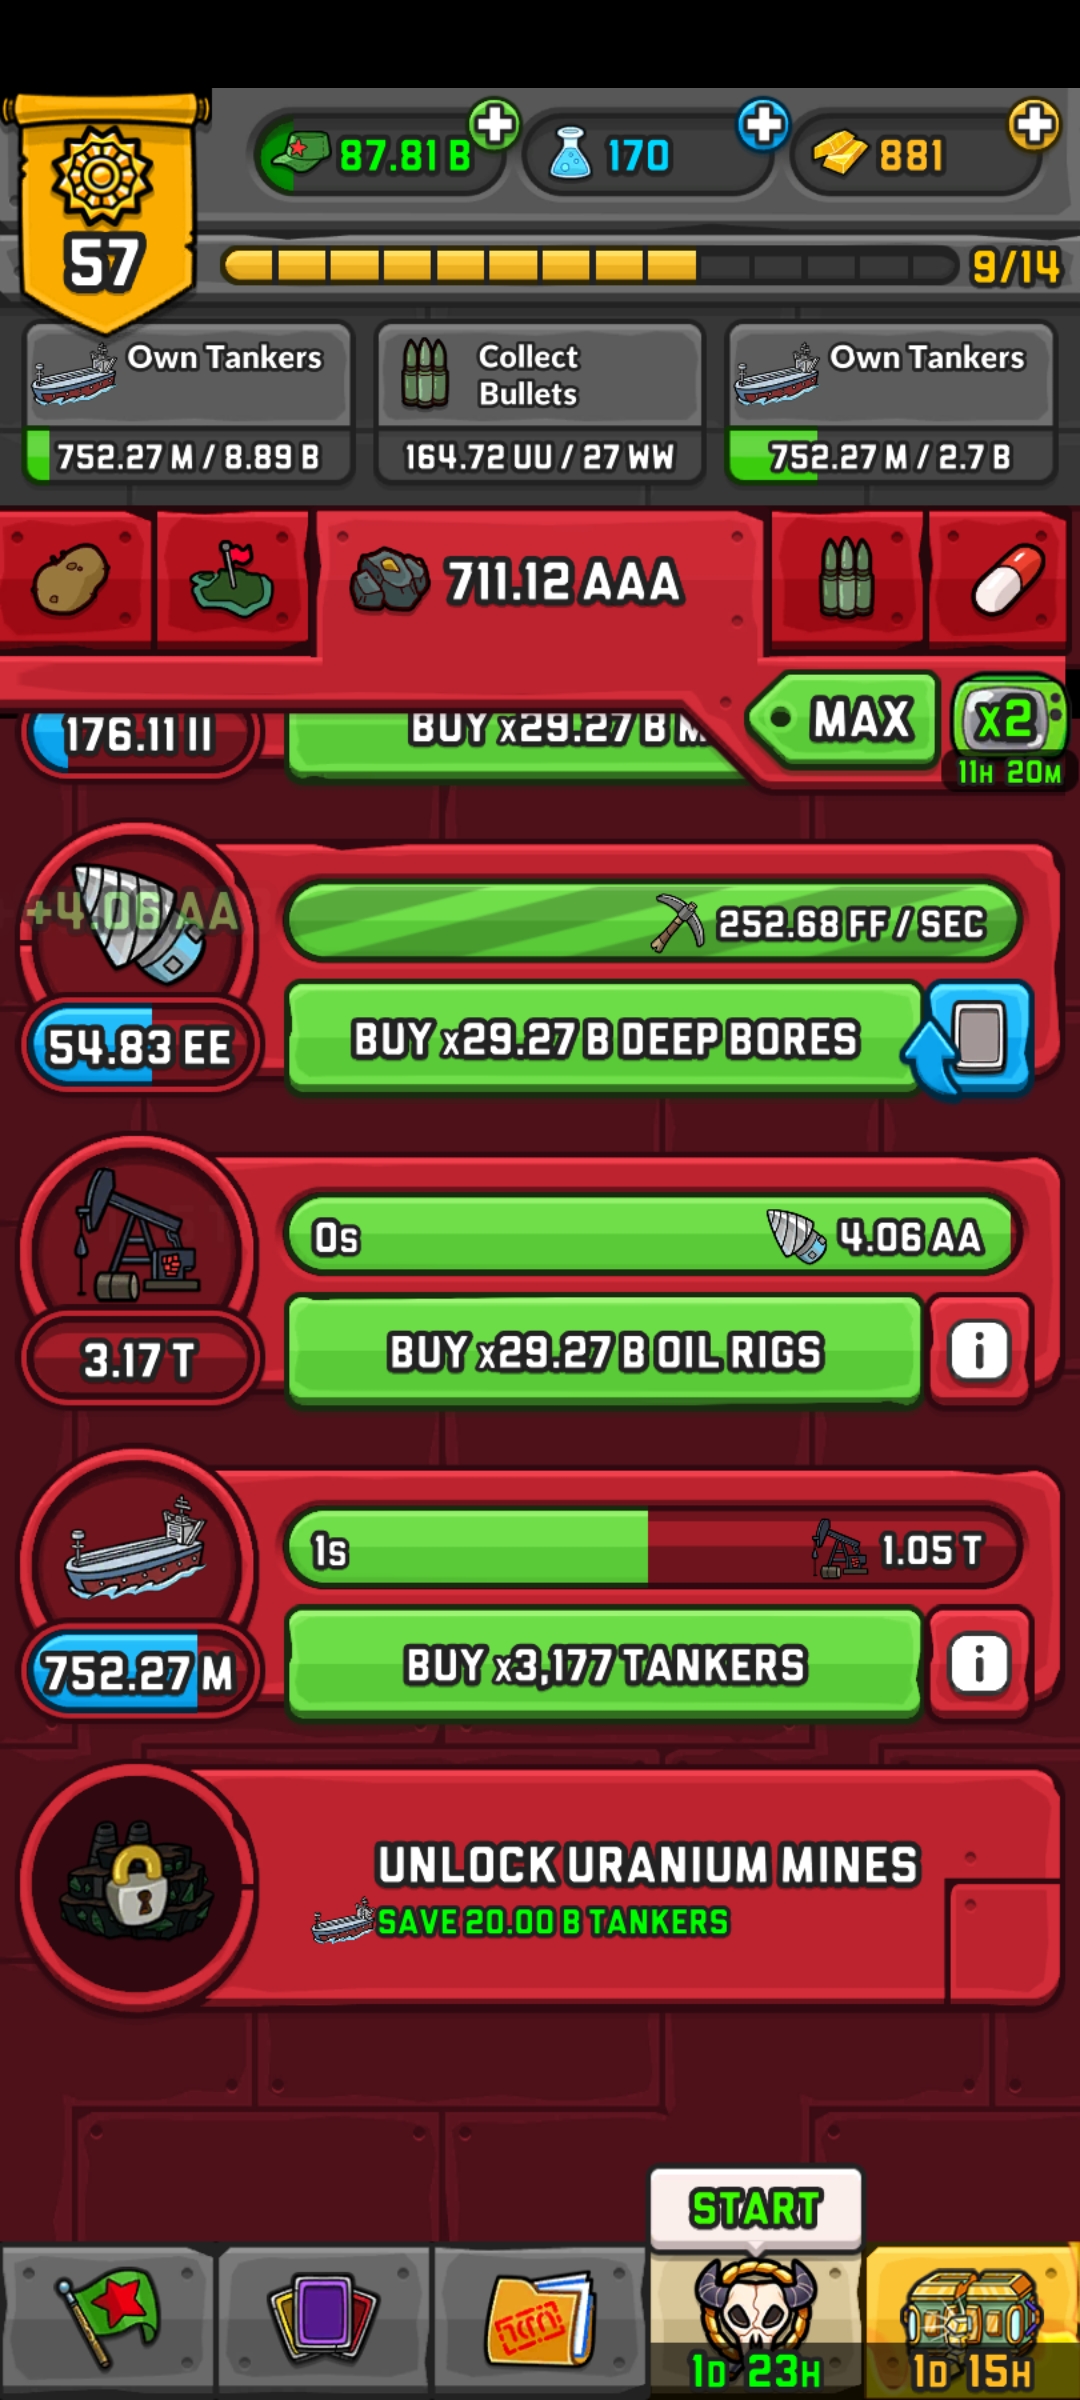 87.81 B
170
881
57
9/14
Own Tankers
752.27 M / 8.89 B
Collect
Bullets
164.72 UU / 27 WW
Own Tankers
752.27 M / 2.7 B
711.12 AAA
MAX
x2
11H 20M
176.11 II
BUY x29.27 B M
+4.06 AA
252.68 FF / SEC
54.83 EE
BUY x29.27 B DEEP BORES
0s
4.06 AA
3.17 T
BUY x29.27 B OIL RIGS
i
1s
1.05 T
752.27 M
BUY x3,177 TANKERS
i
UNLOCK URANIUM MINES
SAVE 20.00 B TANKERS
START
1D 23H
1D 15H